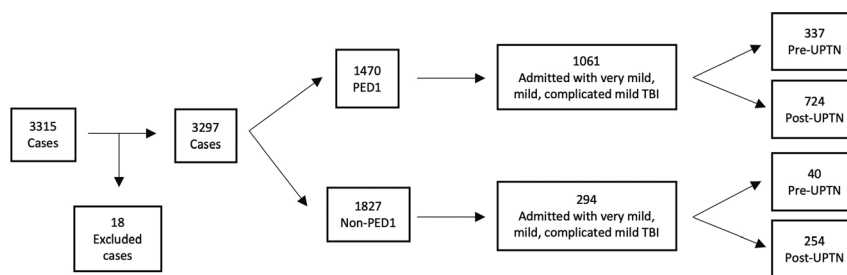 3315
Cases
18
Excluded
cases
3297
Cases
1470
PED1
1061
Admitted with very mild,
mild, complicated mild TBI
337
Pre-UPTN
724
Post-UPTN
1827
Non-PED1
294
Admitted with very mild,
mild, complicated mild TBI
40
Pre-UPTN
254
Post-UPTN